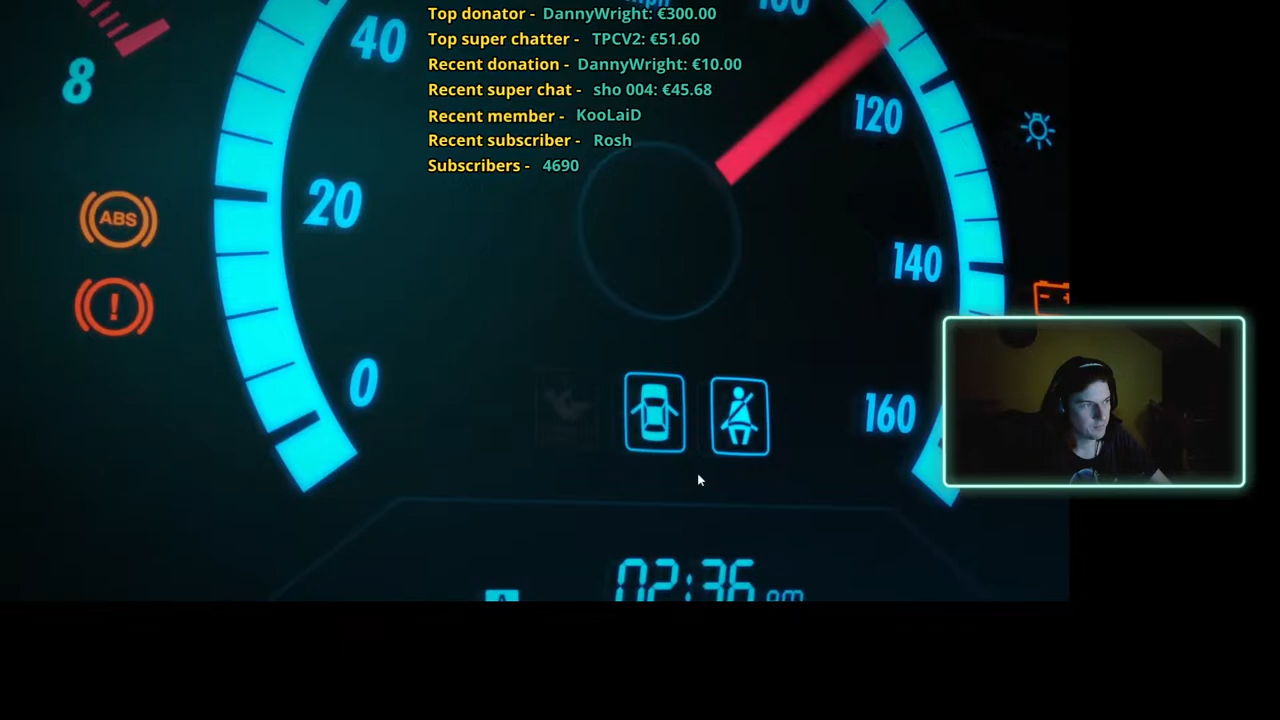 Top donator - DannyWright: €300.00
Top super chatter - TPCV2: €51.60
Recent donation - DannyWright: €10.00
Recent super chat - sho 004: €45.68
Recent member - KooLaiD
Recent subscriber - Rosh
Subscribers - 4690
100
40
8
120
20
ABS
!
140
0
160
02:36 am